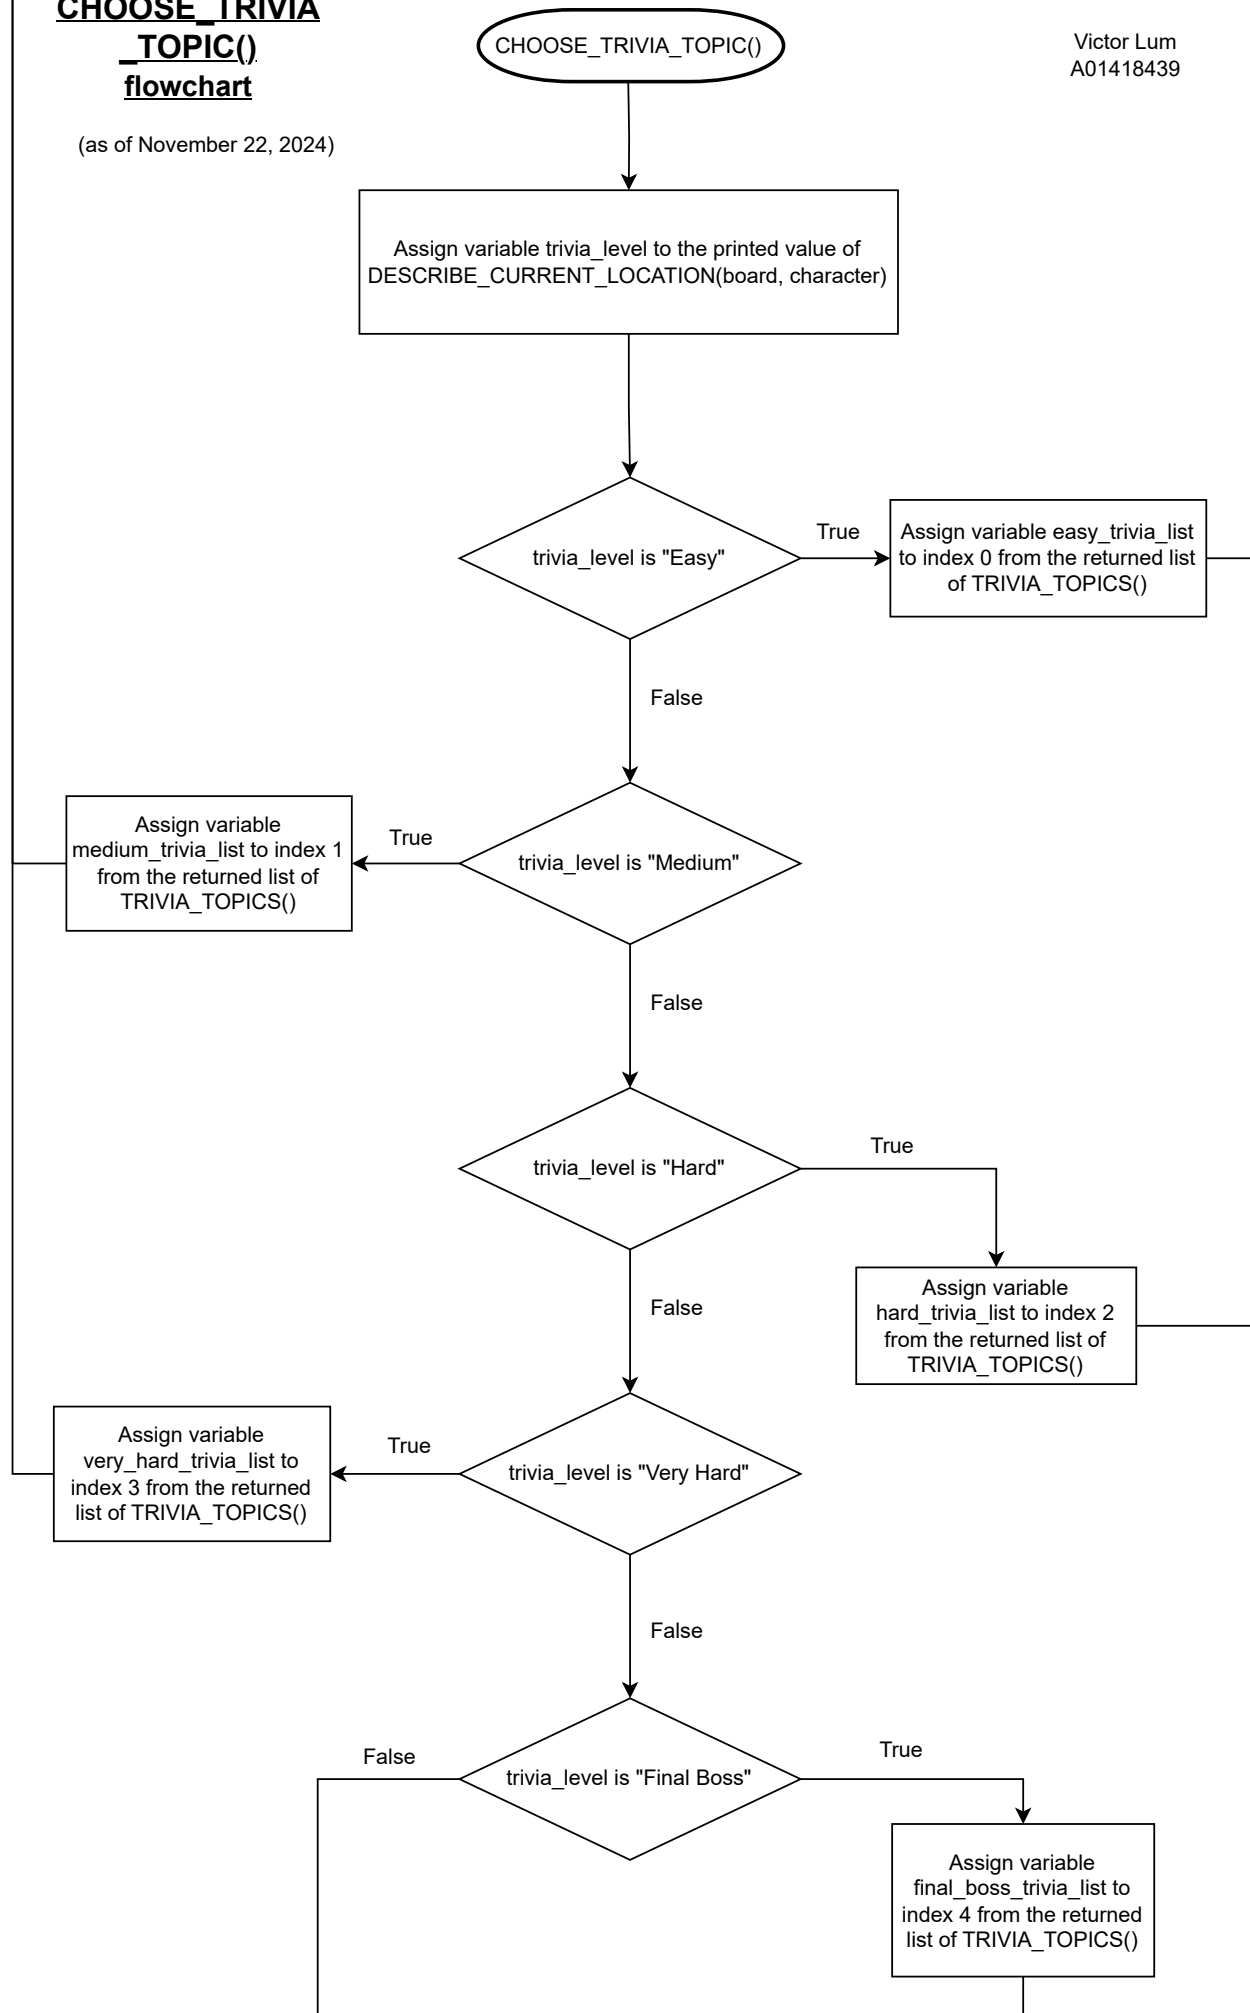 CHOOSE_TRIVIA
_TOPIC()
flowchart
(as of November 22, 2024)
CHOOSE_TRIVIA_TOPIC()
Victor Lum
A01418439
Assign variable trivia_level to the printed value of
DESCRIBE_CURRENT_LOCATION(board, character)
trivia_level is "Easy"
True
Assign variable easy_trivia_list
to index 0 from the returned list
of TRIVIA_TOPICS()
False
trivia_level is "Medium"
True
Assign variable
medium_trivia_list to index 1
from the returned list of
TRIVIA_TOPICS()
False
trivia_level is "Hard"
True
Assign variable
hard_trivia_list to index 2
from the returned list of
TRIVIA_TOPICS()
False
trivia_level is "Very Hard"
True
Assign variable
very_hard_trivia_list to
index 3 from the returned
list of TRIVIA_TOPICS()
False
trivia_level is "Final Boss"
False
True
Assign variable
final_boss_trivia_list to
index 4 from the returned
list of TRIVIA_TOPICS()